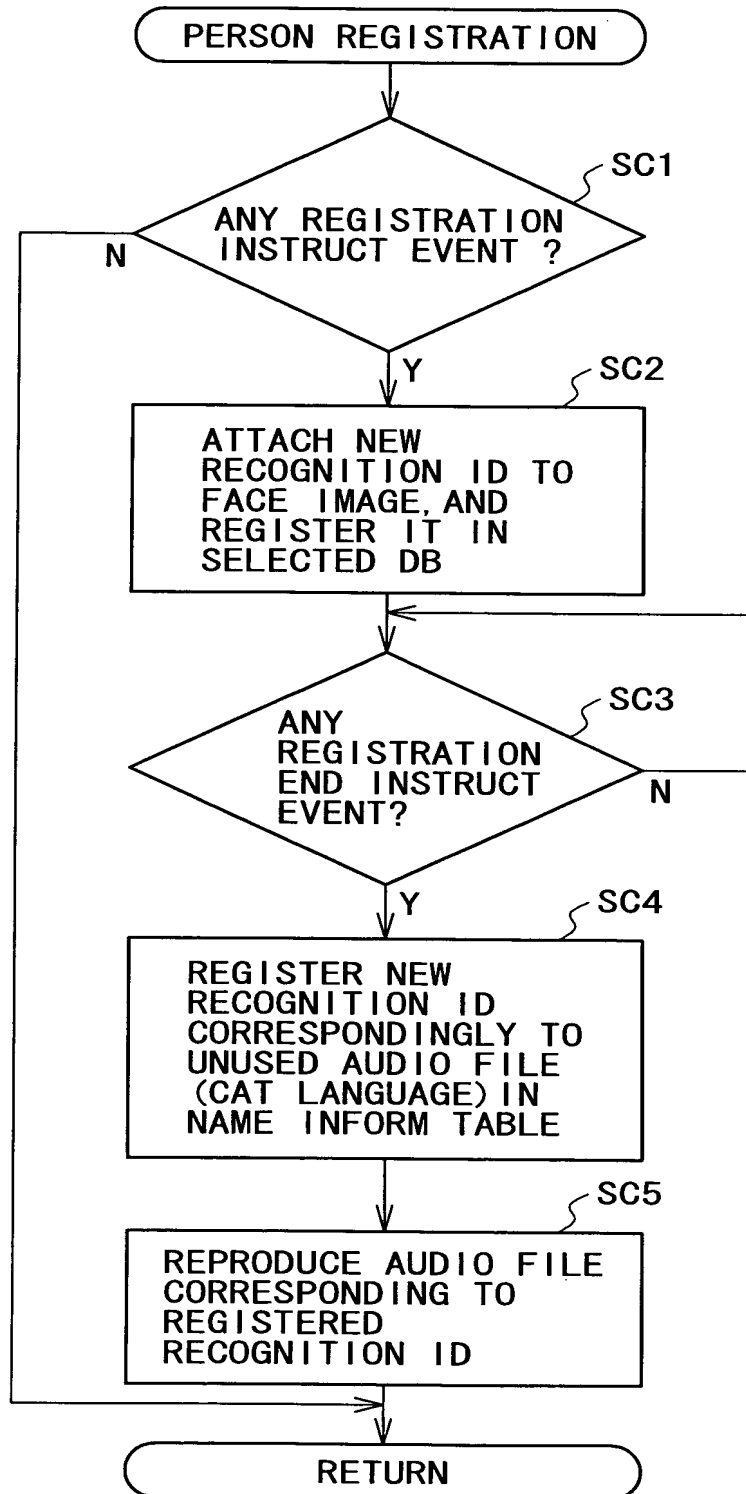 PERSON REGISTRATION
SC1
ANY REGISTRATION
INSTRUCT EVENT ?
N
Y
SC2
ATTACH NEW
RECOGNITION ID TO
FACE IMAGE, AND
REGISTER IT IN
SELECTED DB
SC3
ANY
REGISTRATION
END INSTRUCT
EVENT?
N
Y
SC4
REGISTER NEW
RECOGNITION ID
CORRESPONDINGLY TO
UNUSED AUDIO FILE
(CAT LANGUAGE) IN
NAME INFORM TABLE
SC5
REPRODUCE AUDIO FILE
CORRESPONDING TO
REGISTERED
RECOGNITION ID
RETURN